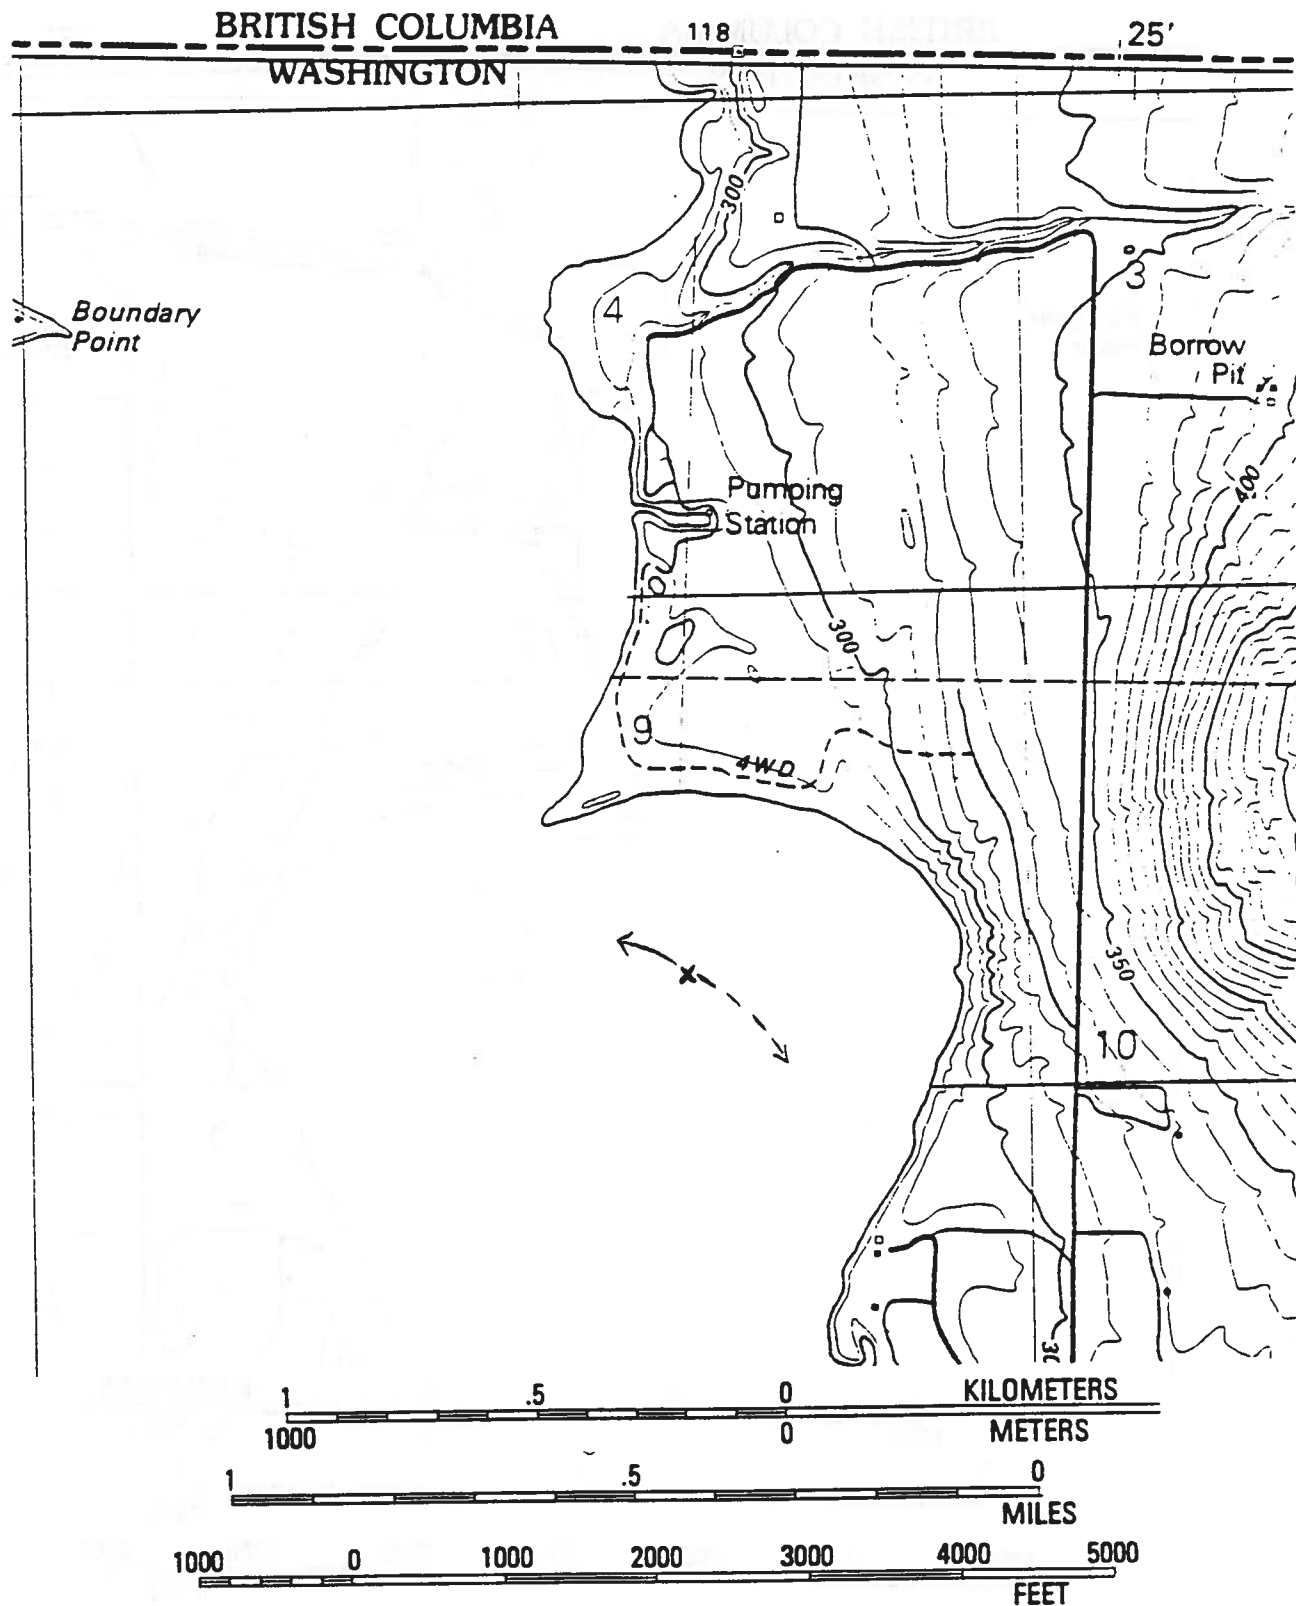 BRITISH COLUMBIA
118
25′
WASHINGTON
300
4
3
Boundary
Point
Borrow
Pit
400
Pumping
Station
300
9
4WD
350
10
1 .5 0 KILOMETERS
1000 0 METERS
1 .5 0
MILES
1000 0 1000 2000 3000 4000 5000
FEET